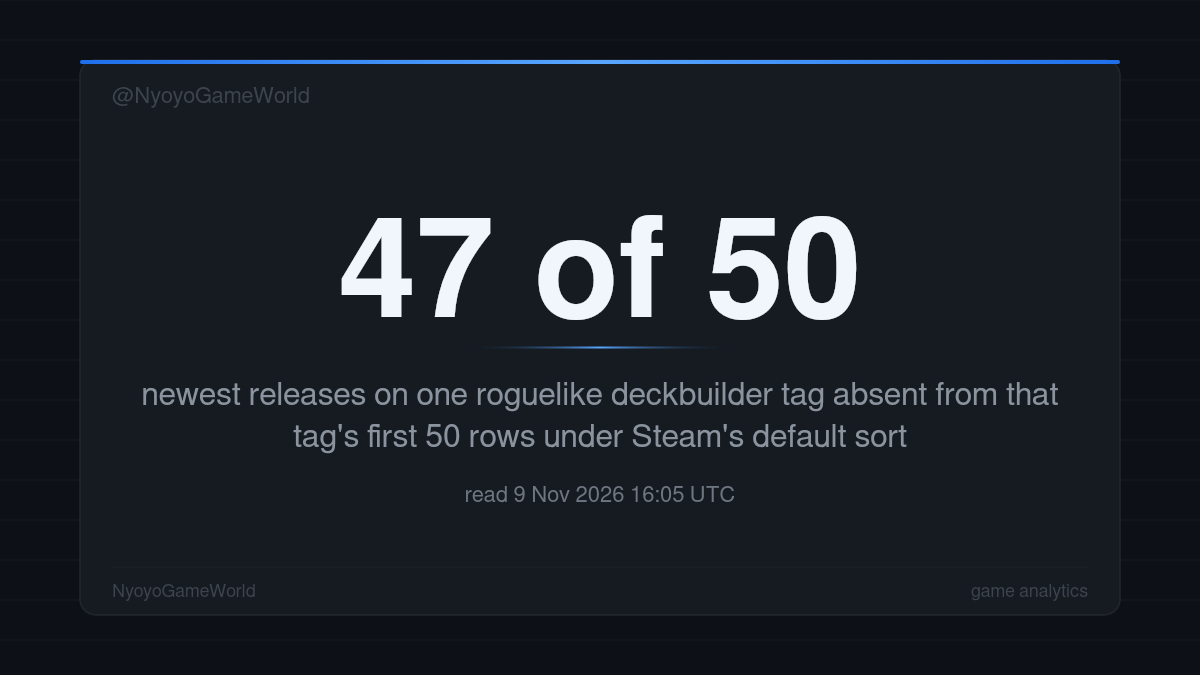 @NyoyoGameWorld
47 of 50
newest releases on one roguelike deckbuilder tag absent from that
tag's first 50 rows under Steam's default sort
read 9 Nov 2026 16:05 UTC
NyoyoGameWorld
game analytics